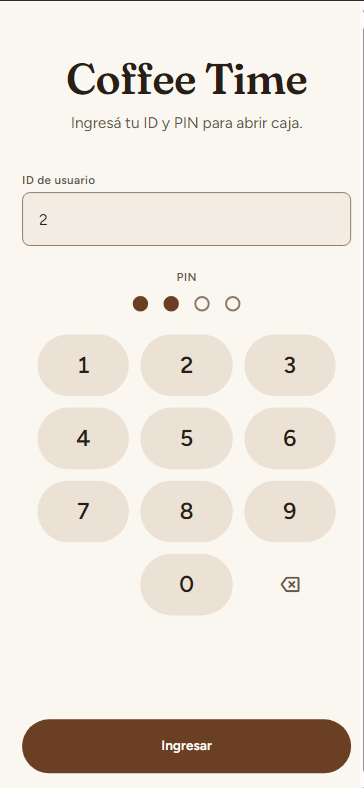 Coffee Time
Ingresá tu ID y PIN para abrir caja.
ID de usuario
2
PIN
1 2 3
4 5 6
7 8 9
0
Ingresar